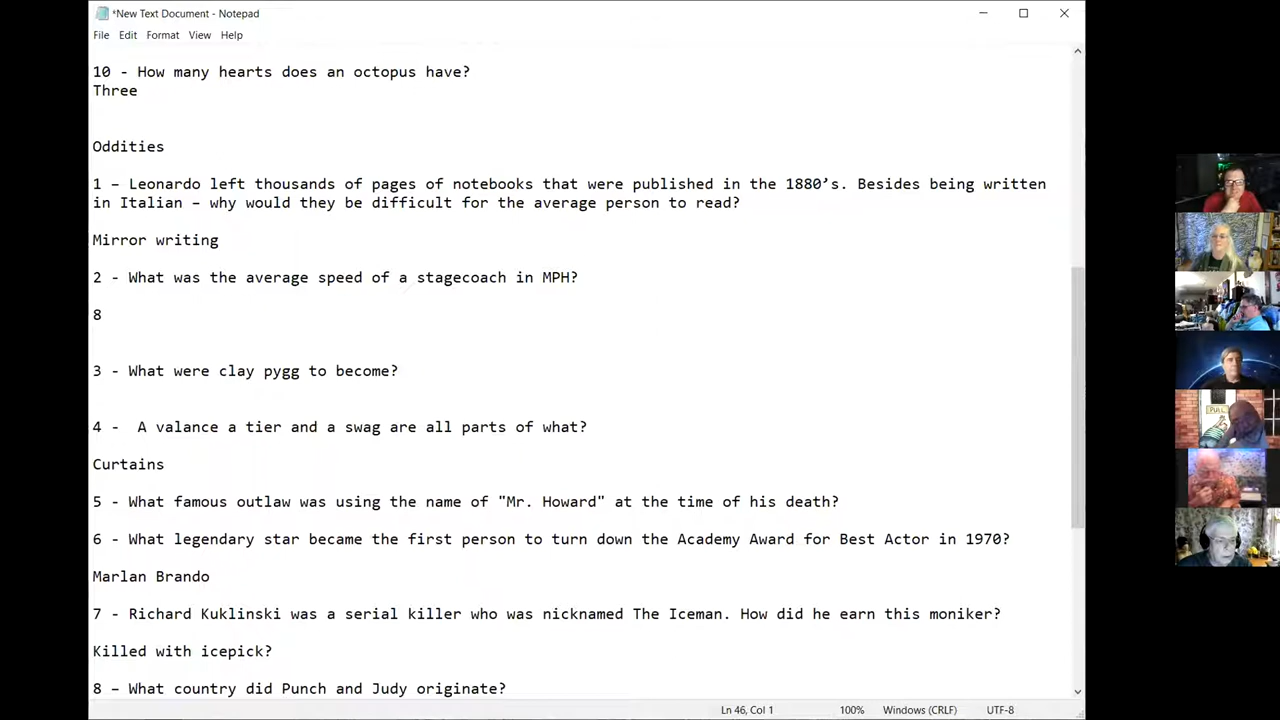 *New Text Document - Notepad
File Edit Format View Help
10 - How many hearts does an octopus have?
Three
Oddities
1 – Leonardo left thousands of pages of notebooks that were published in the 1880’s. Besides being written
in Italian – why would they be difficult for the average person to read?
Mirror writing
2 - What was the average speed of a stagecoach in MPH?
8
3 - What were clay pygg to become?
4 -  A valance a tier and a swag are all parts of what?
Curtains
5 - What famous outlaw was using the name of "Mr. Howard" at the time of his death?
6 - What legendary star became the first person to turn down the Academy Award for Best Actor in 1970?
Marlan Brando
7 - Richard Kuklinski was a serial killer who was nicknamed The Iceman. How did he earn this moniker?
Killed with icepick?
8 – What country did Punch and Judy originate?
Ln 46, Col 1 100% Windows (CRLF) UTF-8